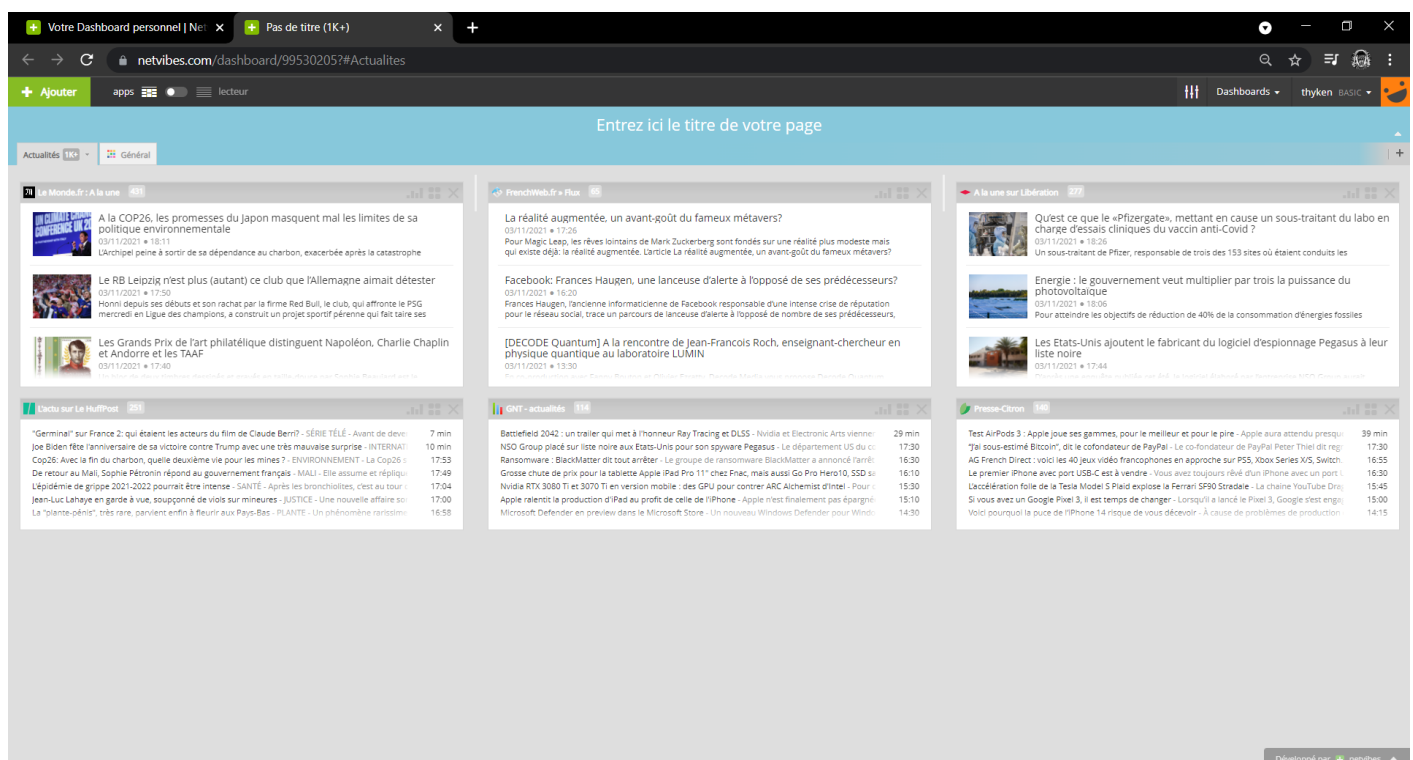 Votre Dashboard personnel | Net
Pas de titre (1K+)
netvibes.com/dashboard/99530205?#Actualites
Ajouter
apps
lecteur
Dashboards
thyken BASIC
Entrez ici le titre de votre page
Actualités 1K+
Général
Le Monde.fr : A la une 431
A la COP26, les promesses du Japon masquent mal les limites de sa
politique environnementale
03/11/2021 • 18:11
L'Archipel peine à sortir de sa dépendance au charbon, exacerbée après la catastrophe
Le RB Leipzig n'est plus (autant) ce club que l'Allemagne aimait détester
03/11/2021 • 17:50
Honni depuis ses débuts et son rachat par la firme Red Bull, le club, qui affronte le PSG
mercredi en Ligue des champions, a construit un projet sportif pérenne qui fait taire ses
Les Grands Prix de l'art philatélique distinguent Napoléon, Charlie Chaplin
et Andorre et les TAAF
03/11/2021 • 17:40
FrenchWeb.fr » Flux 65
La réalité augmentée, un avant-goût du fameux métavers?
03/11/2021 • 17:26
Pour Magic Leap, les rêves lointains de Mark Zuckerberg sont fondés sur une réalité plus modeste mais
qui existe déjà: la réalité augmentée. L'article La réalité augmentée, un avant-goût du fameux métavers?
Facebook: Frances Haugen, une lanceuse d'alerte à l'opposé de ses prédécesseurs?
03/11/2021 • 16:20
Frances Haugen, l'ancienne informaticienne de Facebook responsable d'une intense crise de réputation
pour le réseau social, trace un parcours de lanceuse d'alerte à l'opposé de nombre de ses prédécesseurs,
[DECODE Quantum] A la rencontre de Jean-Francois Roch, enseignant-chercheur en
physique quantique au laboratoire LUMIN
03/11/2021 • 13:30
A la une sur Libération 277
Qu'est ce que le «Pfizergate», mettant en cause un sous-traitant du labo en
charge d'essais cliniques du vaccin anti-Covid ?
03/11/2021 • 18:26
Un sous-traitant de Pfizer, responsable de trois des 153 sites où étaient conduits les
Energie : le gouvernement veut multiplier par trois la puissance du
photovoltaïque
03/11/2021 • 18:06
Pour atteindre les objectifs de réduction de 40% de la consommation d'énergies fossiles
Les Etats-Unis ajoutent le fabricant du logiciel d'espionnage Pegasus à leur
liste noire
03/11/2021 • 17:44
L'actu sur Le HuffPost 251
"Germinal" sur France 2: qui étaient les acteurs du film de Claude Berri? - SÉRIE TÉLÉ - Avant de deve 7 min
Joe Biden fête l'anniversaire de sa victoire contre Trump avec une très mauvaise surprise - INTERNAT 10 min
Cop26: Avec la fin du charbon, quelle deuxième vie pour les mines ? - ENVIRONNEMENT - La Cop26 s 17:53
De retour au Mali, Sophie Pétronin répond au gouvernement français - MALI - Elle assume et réplique 17:49
L'épidémie de grippe 2021-2022 pourrait être intense - SANTÉ - Après les bronchiolites, c'est au tour 17:04
Jean-Luc Lahaye en garde à vue, soupçonné de viols sur mineures - JUSTICE - Une nouvelle affaire so 17:00
La "plante-pénis", très rare, parvient enfin à fleurir aux Pays-Bas - PLANTE - Un phénomène rarissime 16:58
GNT - actualités 114
Battlefield 2042 : un trailer qui met à l'honneur Ray Tracing et DLSS - Nvidia et Electronic Arts vienne 29 min
NSO Group placé sur liste noire aux Etats-Unis pour son spyware Pegasus - Le département US du co 17:30
Ransomware : BlackMatter dit tout arrêter - Le groupe de ransomware BlackMatter a annoncé l'arrêt 16:30
Grosse chute de prix pour la tablette Apple iPad Pro 11" chez Fnac, mais aussi Go Pro Hero10, SSD sa 16:10
Nvidia RTX 3080 Ti et 3070 Ti en version mobile : des GPU pour contrer ARC Alchemist d'Intel - Pour c 15:30
Apple ralentit la production d'iPad au profit de celle de l'iPhone - Apple n'est finalement pas épargné 15:10
Microsoft Defender en preview dans le Microsoft Store - Un nouveau Windows Defender pour Windo 14:30
Presse-Citron 140
Test AirPods 3 : Apple joue ses gammes, pour le meilleur et pour le pire - Apple aura attendu presqu 39 min
"J'ai sous-estimé Bitcoin", dit le cofondateur de PayPal - Le co-fondateur de PayPal Peter Thiel dit reg 17:30
AG French Direct : voici les 40 jeux vidéo francophones en approche sur PS5, Xbox Series X/S, Switch 16:55
Le premier iPhone avec port USB-C est à vendre - Vous avez toujours rêvé d'un iPhone avec un port 16:30
L'accélération folle de la Tesla Model S Plaid explose la Ferrari SF90 Stradale - La chaine YouTube Drag 15:45
Si vous avez un Google Pixel 3, il est temps de changer - Lorsqu'il a lancé le Pixel 3, Google s'est enga 15:00
Voici pourquoi la puce de l'iPhone 14 risque de vous décevoir - À cause de problèmes de production 14:15
Développé par netvibes